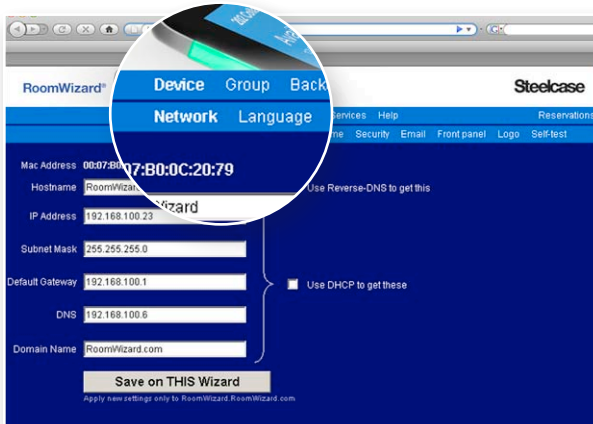 RoomWizard®
Steelcase
Device Group Back
Services Help Reservations
Network Language
me Security Email Front panel Logo Self-test
Mac Address 00:07:B0
07:B0:0C:20:79
Hostname RoomWizard
Use Reverse-DNS to get this
Wizard
IP Address 192.168.100.23
Subnet Mask 255.255.255.0
Default Gateway 192.168.100.1
Use DHCP to get these
DNS 192.168.100.6
Domain Name RoomWizard.com
Save on THIS Wizard
Apply new settings only to RoomWizard.RoomWizard.com